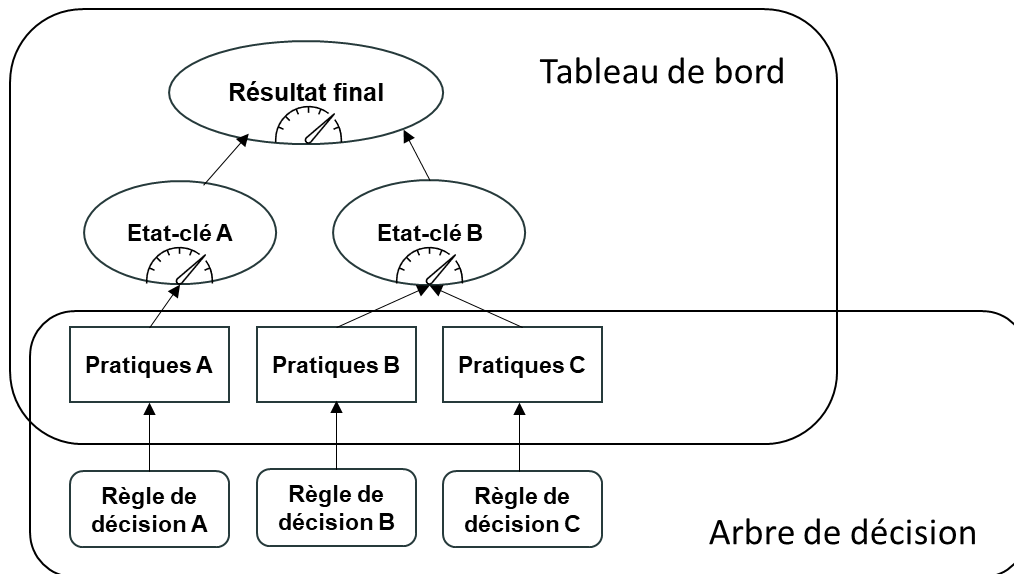 Tableau de bord
Résultat final
Etat-clé A
Etat-clé B
Pratiques A
Pratiques B
Pratiques C
Règle de
décision A
Règle de
décision B
Règle de
décision C
Arbre de décision